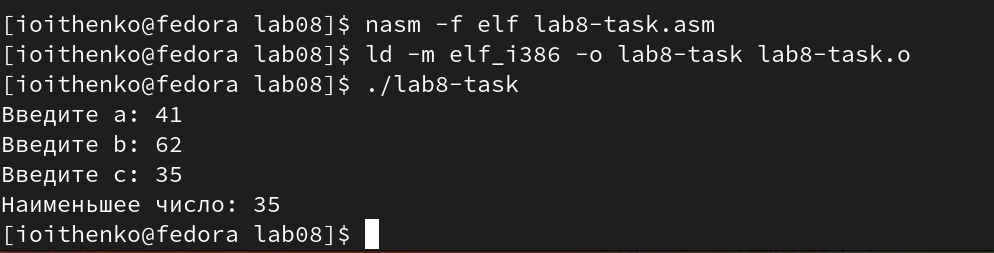 [ioithenko@fedora lab08]$ nasm -f elf lab8-task.asm
[ioithenko@fedora lab08]$ ld -m elf_i386 -o lab8-task lab8-task.o
[ioithenko@fedora lab08]$ ./lab8-task
Введите a: 41
Введите b: 62
Введите c: 35
Наименьшее число: 35
[ioithenko@fedora lab08]$